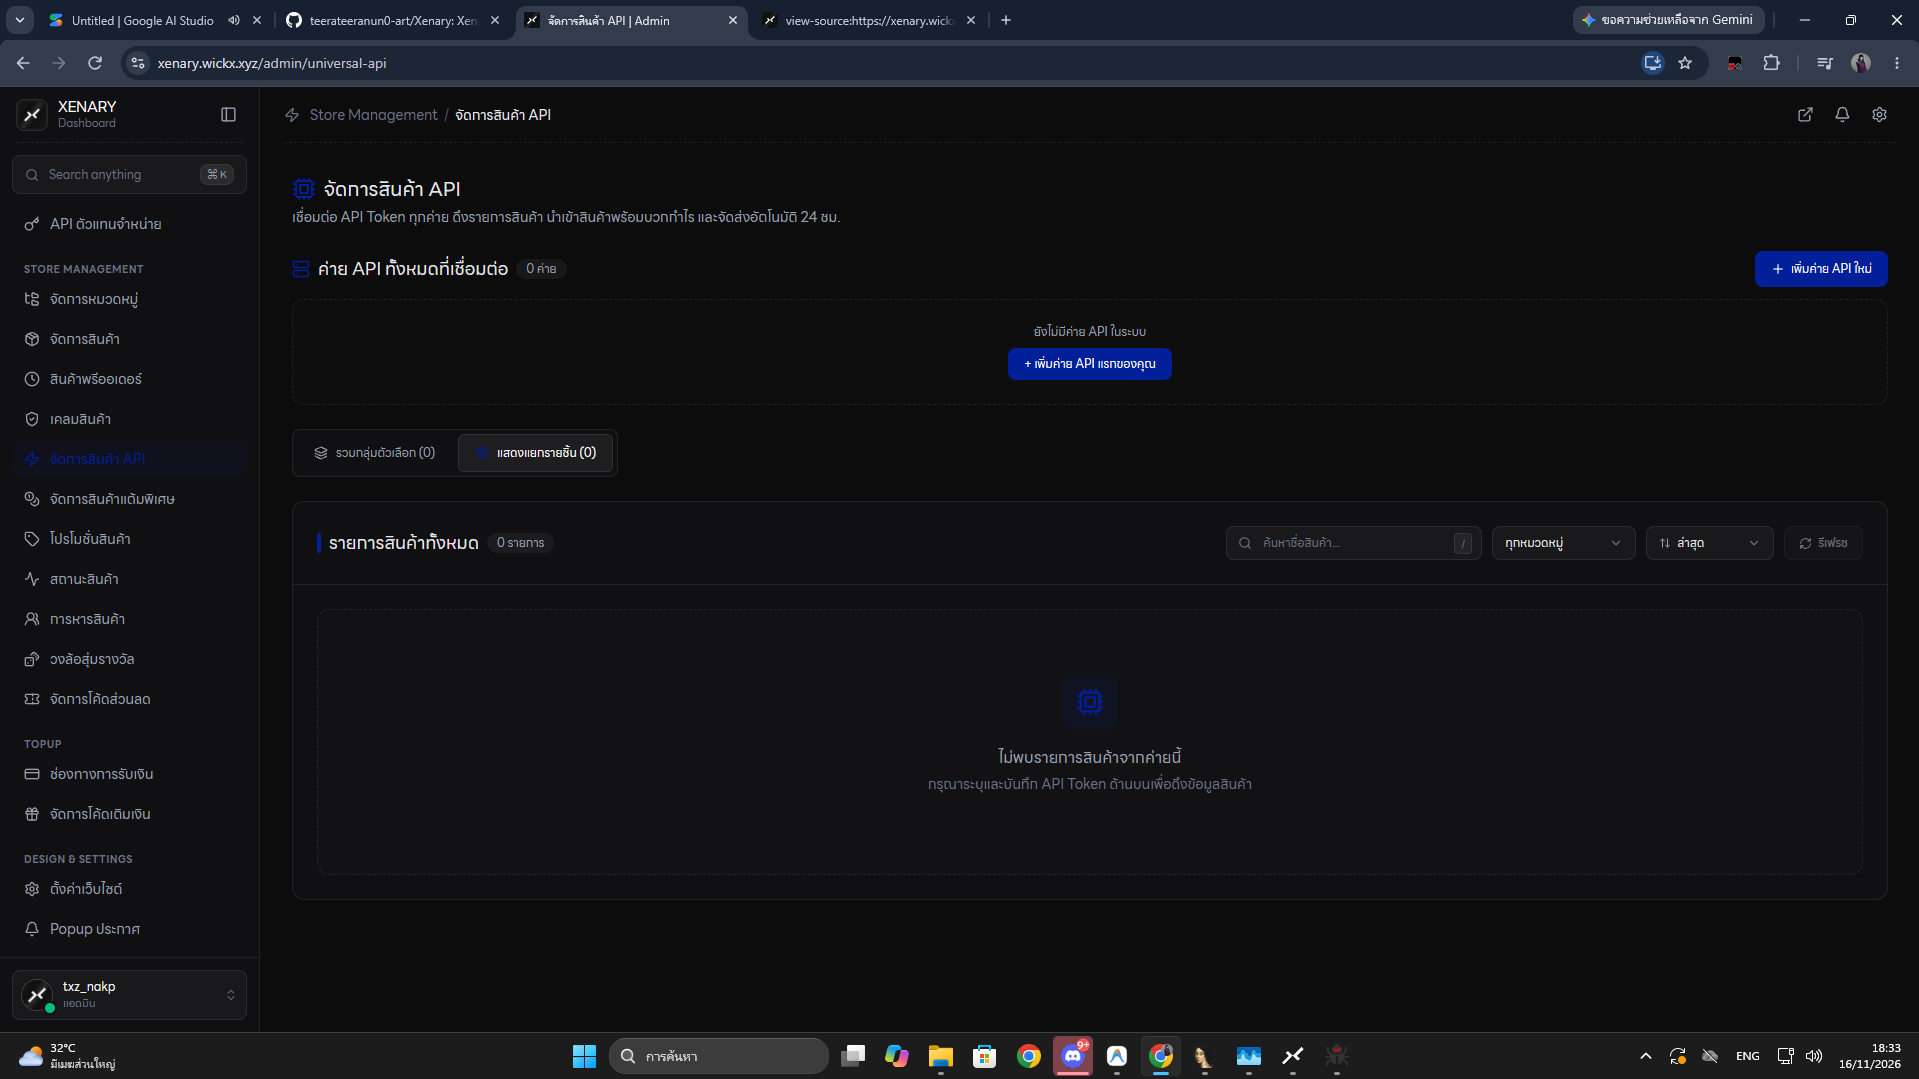 Untitled | Google AI Studio
teerateeranun0-art/Xenary: Xen
จัดการสินค้า API | Admin
view-source:https://xenary.wick
ขอความช่วยเหลือจาก Gemini
xenary.wickx.xyz/admin/universal-api
XENARY
Dashboard
Search anything
⌘ K
API ตัวแทนจำหน่าย
STORE MANAGEMENT
จัดการหมวดหมู่
จัดการสินค้า
สินค้าพรีออเดอร์
เคลมสินค้า
จัดการสินค้า API
จัดการสินค้าแต้มพิเศษ
โปรโมชั่นสินค้า
สถานะสินค้า
การหารสินค้า
วงล้อสุ่มรางวัล
จัดการโค้ดส่วนลด
TOPUP
ช่องทางการรับเงิน
จัดการโค้ดเติมเงิน
DESIGN & SETTINGS
ตั้งค่าเว็บไซต์
Popup ประกาศ
txz_nakp
แอดมิน
Store Management / จัดการสินค้า API
จัดการสินค้า API
เชื่อมต่อ API Token ทุกค่าย ดึงรายการสินค้า นำเข้าสินค้าพร้อมบวกกำไร และจัดส่งอัตโนมัติ 24 ชม.
ค่าย API ทั้งหมดที่เชื่อมต่อ 0 ค่าย
+ เพิ่มค่าย API ใหม่
ยังไม่มีค่าย API ในระบบ
+ เพิ่มค่าย API แรกของคุณ
รวมกลุ่มตัวเลือก (0)
แสดงแยกรายชิ้น (0)
รายการสินค้าทั้งหมด 0 รายการ
ค้นหาชื่อสินค้า... /
ทุกหมวดหมู่
ล่าสุด
รีเฟรช
ไม่พบรายการสินค้าจากค่ายนี้
กรุณาระบุและบันทึก API Token ด้านบนเพื่อดึงข้อมูลสินค้า
32°C
มีเมฆส่วนใหญ่
การค้นหา
9+
ENG
18:33
16/11/2026